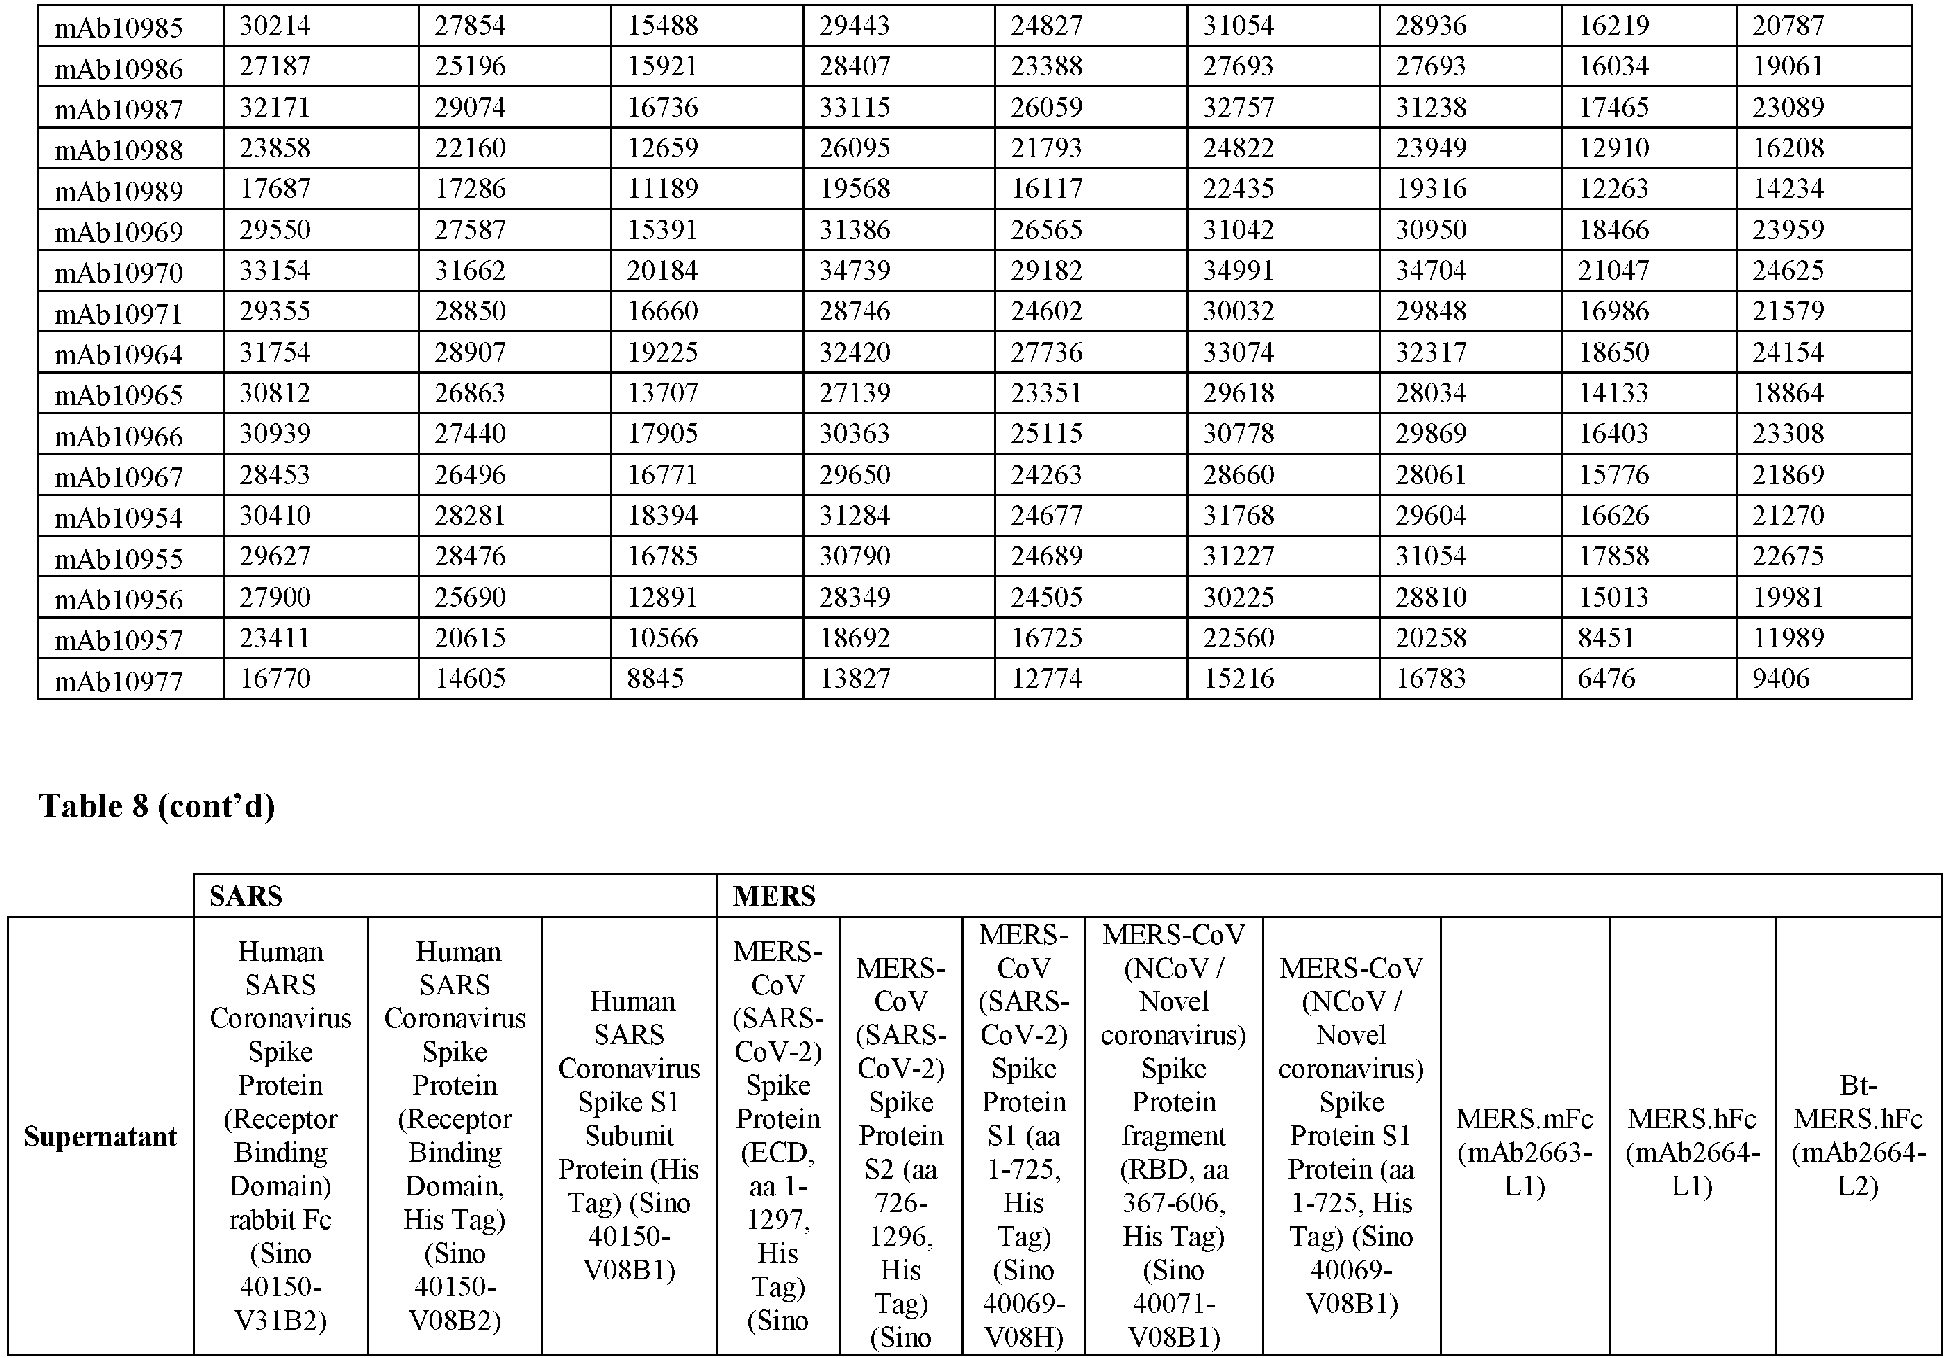 mAb10985 30214 27854 15488 29443 24827 31054 28936 16219 20787
mAb10986 27187 25196 15921 28407 23388 27693 27693 16034 19061
mAb10987 32171 29074 16736 33115 26059 32757 31238 17465 23089
mAb10988 23858 22160 12659 26095 21793 24822 23949 12910 16208
mAb10989 17687 17286 11189 19568 16117 22435 19316 12263 14234
mAb10969 29550 27587 15391 31386 26565 31042 30950 18466 23959
mAb10970 33154 31662 20184 34739 29182 34991 34704 21047 24625
mAb10971 29355 28850 16660 28746 24602 30032 29848 16986 21579
mAb10964 31754 28907 19225 32420 27736 33074 32317 18650 24154
mAb10965 30812 26863 13707 27139 23351 29618 28034 14133 18864
mAb10966 30939 27440 17905 30363 25115 30778 29869 16403 23308
mAb10967 28453 26496 16771 29650 24263 28660 28061 15776 21869
mAb10954 30410 28281 18394 31284 24677 31768 29604 16626 21270
mAb10955 29627 28476 16785 30790 24689 31227 31054 17858 22675
mAb10956 27900 25690 12891 28349 24505 30225 28810 15013 19981
mAb10957 23411 20615 10566 18692 16725 22560 20258 8451 11989
mAb10977 16770 14605 8845 13827 12774 15216 16783 6476 9406
Table 8 (cont’d)
SARS MERS
Supernatant
Human
SARS
Coronavirus
Spike
Protein
(Receptor
Binding
Domain)
rabbit Fc
(Sino
40150-
V31B2)
Human
SARS
Coronavirus
Spike
Protein
(Receptor
Binding
Domain,
His Tag)
(Sino
40150-
V08B2)
Human
SARS
Coronavirus
Spike S1
Subunit
Protein (His
Tag) (Sino
40150-
V08B1)
MERS-
CoV
(SARS-
CoV-2)
Spike
Protein
(ECD,
aa 1-
1297,
His
Tag)
(Sino
MERS-
CoV
(SARS-
CoV-2)
Spike
Protein
S2 (aa
726-
1296,
His
Tag)
(Sino
MERS-
CoV
(SARS-
CoV-2)
Spike
Protein
S1 (aa
1-725,
His
Tag)
(Sino
40069-
V08H)
MERS-CoV
(NCoV /
Novel
coronavirus)
Spike
Protein
fragment
(RBD, aa
367-606,
His Tag)
(Sino
40071-
V08B1)
MERS-CoV
(NCoV /
Novel
coronavirus)
Spike
Protein S1
Protein (aa
1-725, His
Tag) (Sino
40069-
V08B1)
MERS.mFc
(mAb2663-
L1)
MERS.hFc
(mAb2664-
L1)
Bt-
MERS.hFc
(mAb2664-
L2)